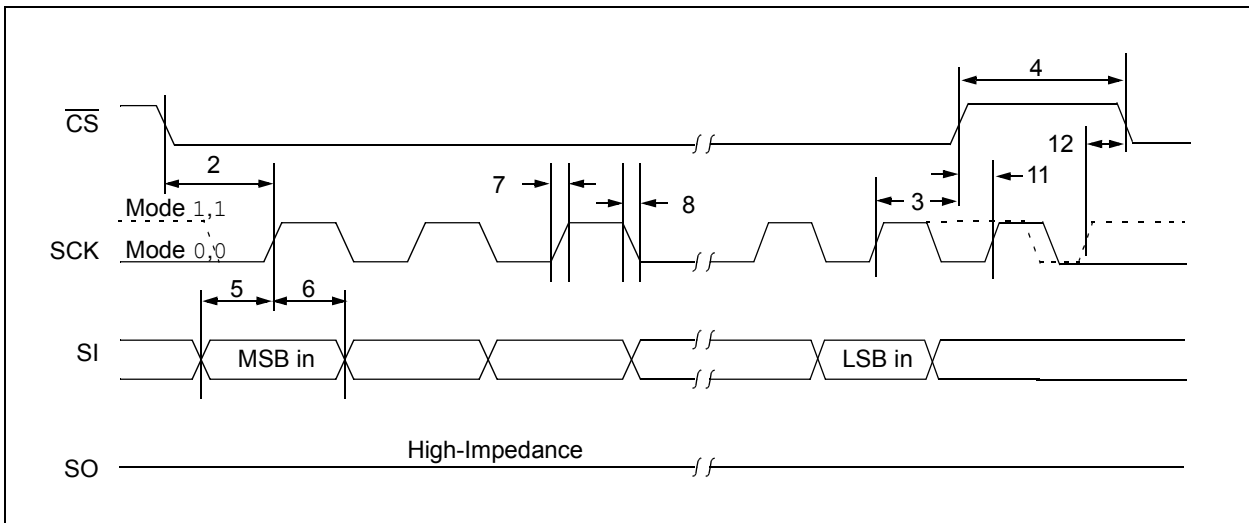 4
CS
12
2
11
7
8
3
Mode 1,1
SCK
Mode 0,0
5
6
SI
MSB in
LSB in
High-Impedance
SO